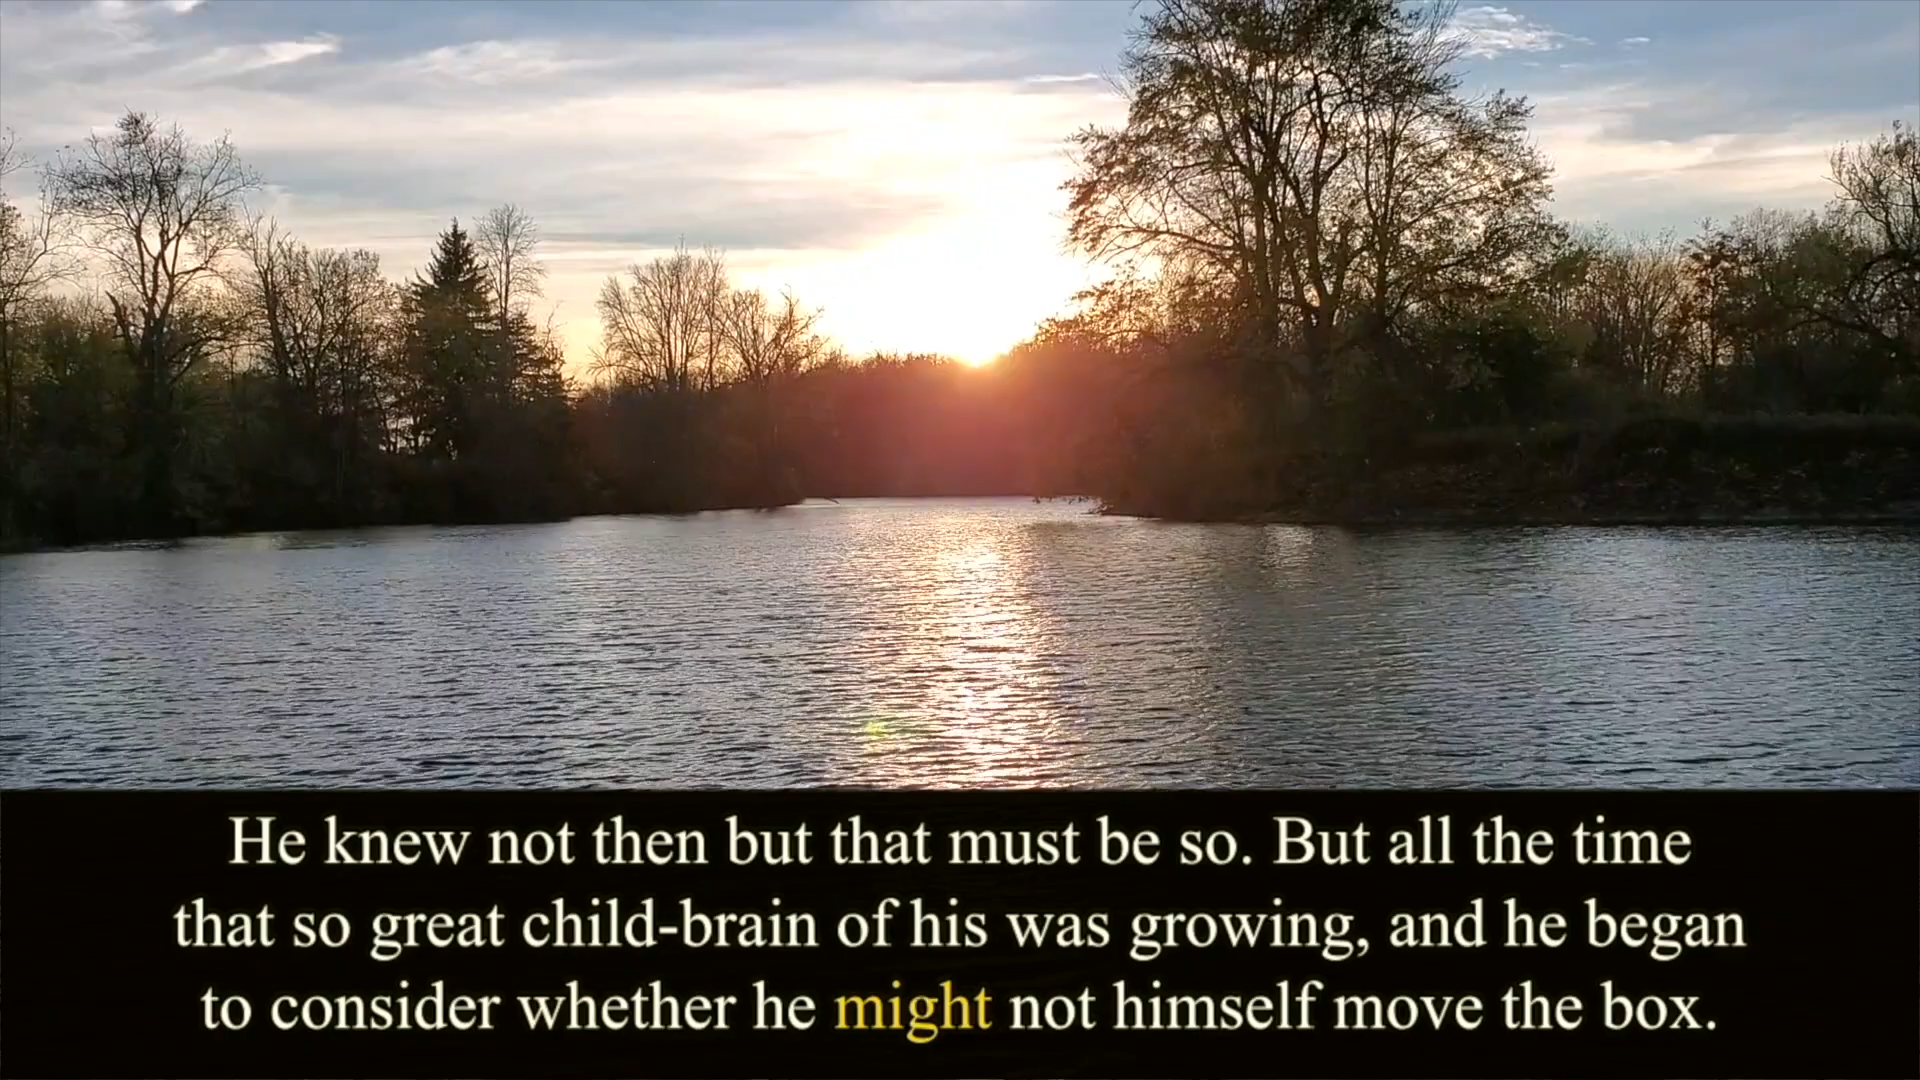 He knew not then but that must be so. But all the time
that so great child-brain of his was growing, and he began
to consider whether he might not himself move the box.